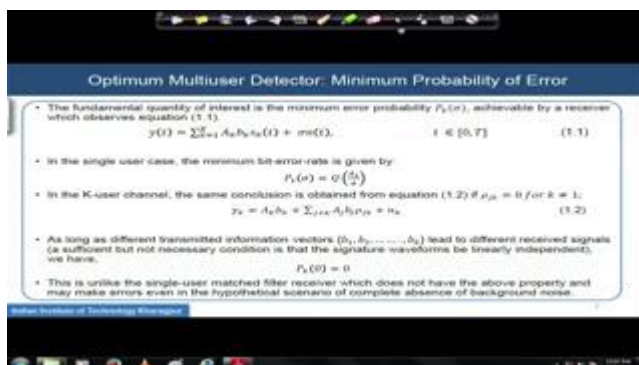 Optimum Multiuser Detector: Minimum Probability of Error
• The fundamental quantity of interest is the minimum error probability Pₖ(σ), achievable by a receiver
which observes equation (1.1).
y(t) = ∑ₖ₌₁ᴷ Aₖbₖsₖ(t) + σn(t), t ∈ [0,T] (1.1)
• In the single user case, the minimum bit-error-rate is given by:
Pₖ(σ) = Q(Aₖ/σ)
• In the K-user channel, the same conclusion is obtained from equation (1.2) if ρⱼₖ = 0 for k ≠ 1;
yₖ = Aₖbₖ + ∑ⱼ≠ₖ Aⱼbⱼρⱼₖ + nₖ (1.2)
• As long as different transmitted information vectors (b₁, b₂, ... ..., bₖ) lead to different received signals
(a sufficient but not necessary condition is that the signature waveforms be linearly independent),
we have,
Pₖ(0) = 0
• This is unlike the single-user matched filter receiver which does not have the above property and
may make errors even in the hypothetical scenario of complete absence of background noise.
Indian Institute of Technology Kharagpur